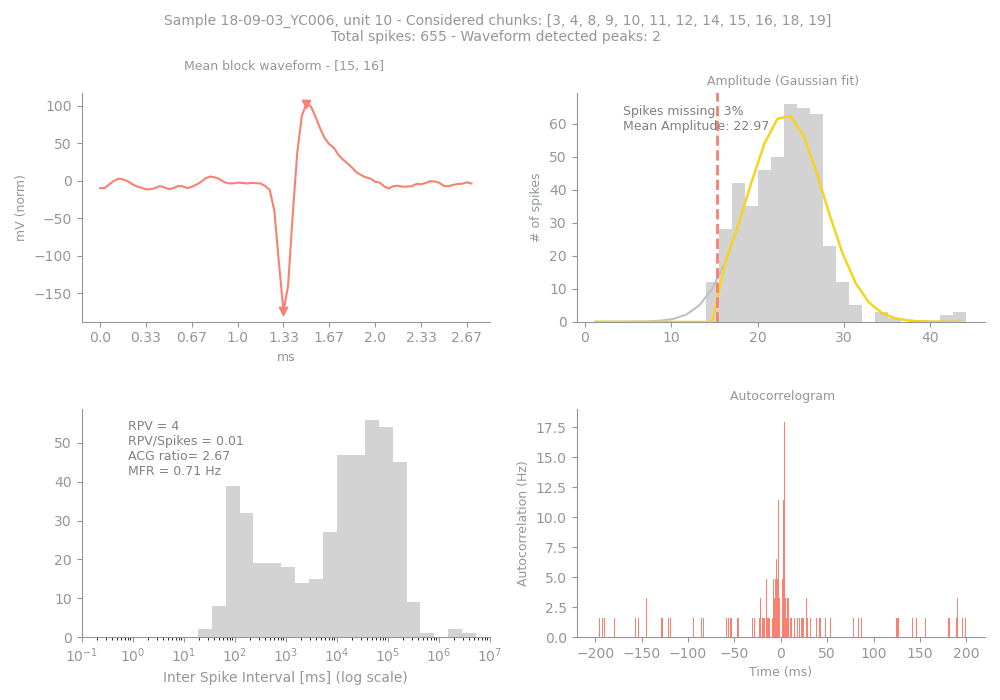 Sample 18-09-03_YC006, unit 10 - Considered chunks: [3, 4, 8, 9, 10, 11, 12, 14, 15, 16, 18, 19]
Total spikes: 655 - Waveform detected peaks: 2
Mean block waveform - [15, 16]
100
50
0
−50
−100
−150
mV (norm)
0.0 0.33 0.67 1.0 1.33 1.67 2.0 2.33 2.67
ms
Amplitude (Gaussian fit)
Spikes missing: 3%
Mean Amplitude: 22.97
60
50
40
30
20
10
0
# of spikes
0 10 20 30 40
RPV = 4
RPV/Spikes = 0.01
ACG ratio= 2.67
MFR = 0.71 Hz
50
40
30
20
10
0
10⁻¹ 10⁰ 10¹ 10² 10³ 10⁴ 10⁵ 10⁶ 10⁷
Inter Spike Interval [ms] (log scale)
Autocorrelogram
17.5
15.0
12.5
10.0
7.5
5.0
2.5
0.0
Autocorrelation (Hz)
−200 −150 −100 −50 0 50 100 150 200
Time (ms)